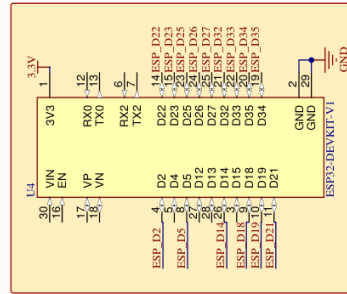 U4
3.3V
1
3V3
12
RX0
13
TX0
6
RX2
7
TX2
ESP_D22
14
D22
ESP_D23
15
D23
ESP_D25
23
D25
ESP_D26
24
D26
ESP_D27
25
D27
ESP_D32
21
D32
ESP_D33
22
D33
ESP_D34
20
D35
ESP_D35
19
D34
2
GND
29
GND
GND
30
VIN
16
EN
17
VP
18
VN
ESP_D2
4
D2
5
D4
ESP_D5
8
D5
27
D12
28
D13
ESP_D14
26
D14
3
D15
ESP_D18
9
D18
ESP_D19
10
D19
ESP_D21
11
D21
ESP32-DEVKIT-V1